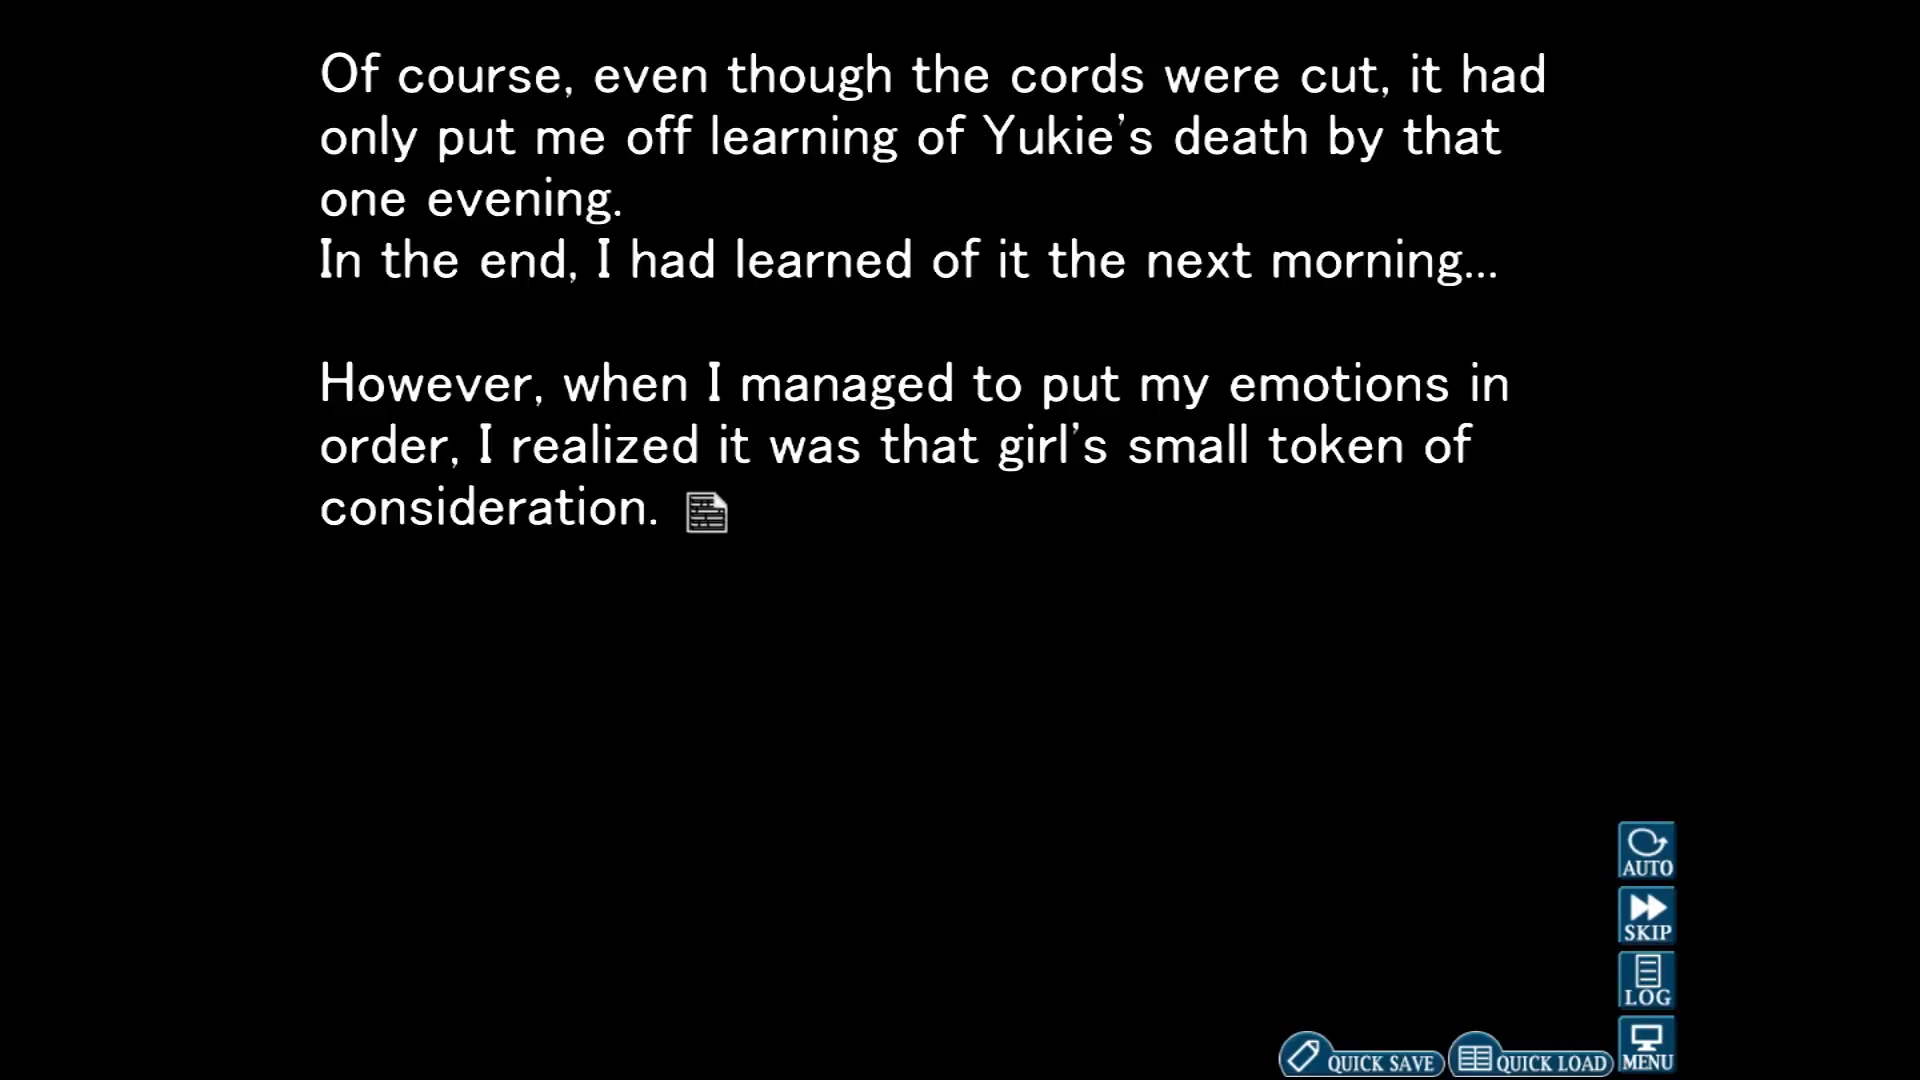 Of course, even though the cords were cut, it had
only put me off learning of Yukie's death by that
one evening.
In the end, I had learned of it the next morning...
However, when I managed to put my emotions in
order, I realized it was that girl's small token of
consideration.
AUTO
SKIP
LOG
MENU
QUICK SAVE
QUICK LOAD